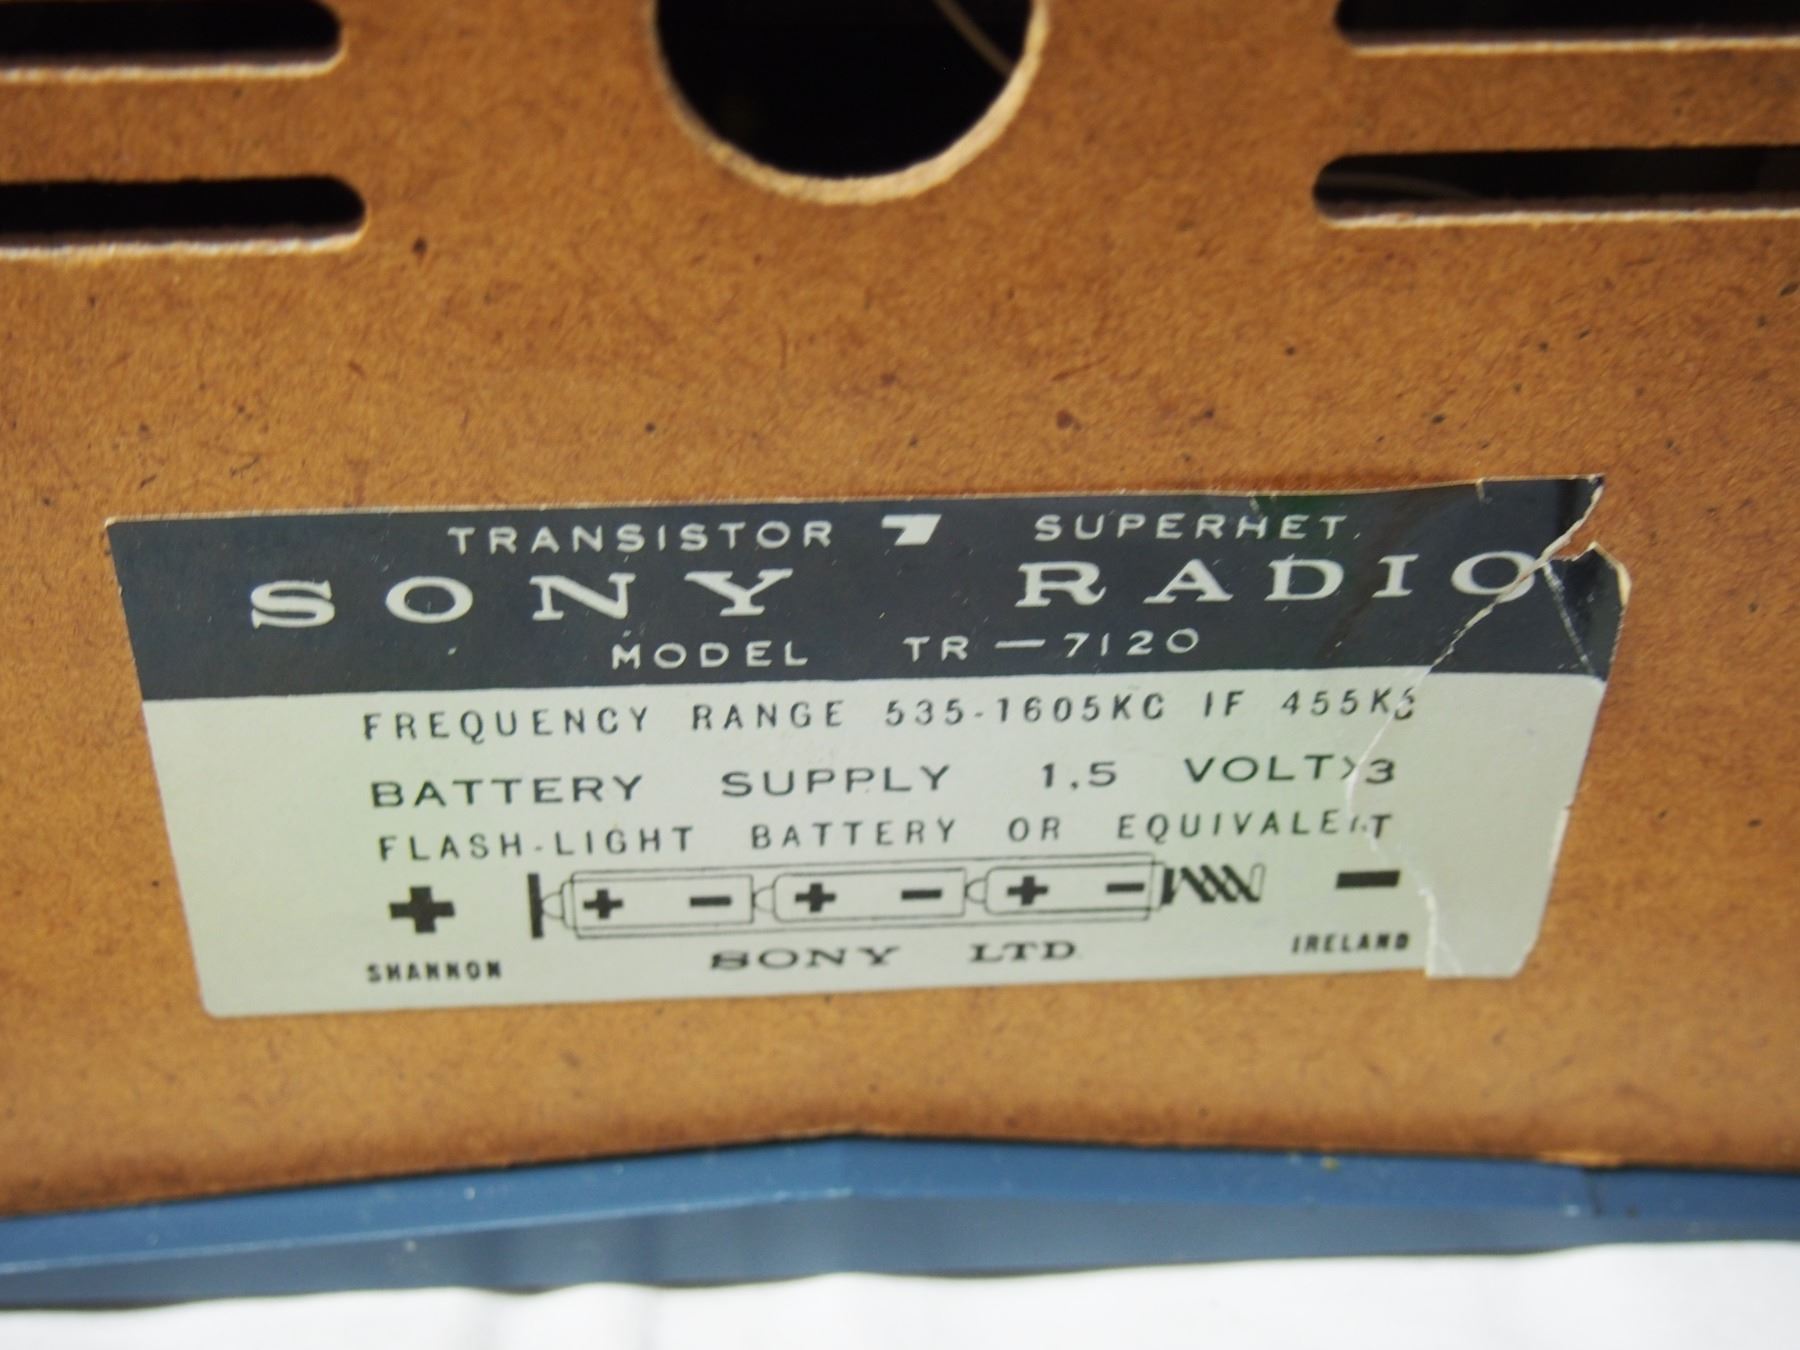 TRANSISTOR 7 SUPERHET.
SONY RADIO
MODEL TR-7120
FREQUENCY RANGE 535-1605KC IF 455KC
BATTERY SUPPLY 1.5 VOLT×3
FLASH-LIGHT BATTERY OR EQUIVALENT
+ + - + - + - -
SHANNON SONY LTD. IRELAND